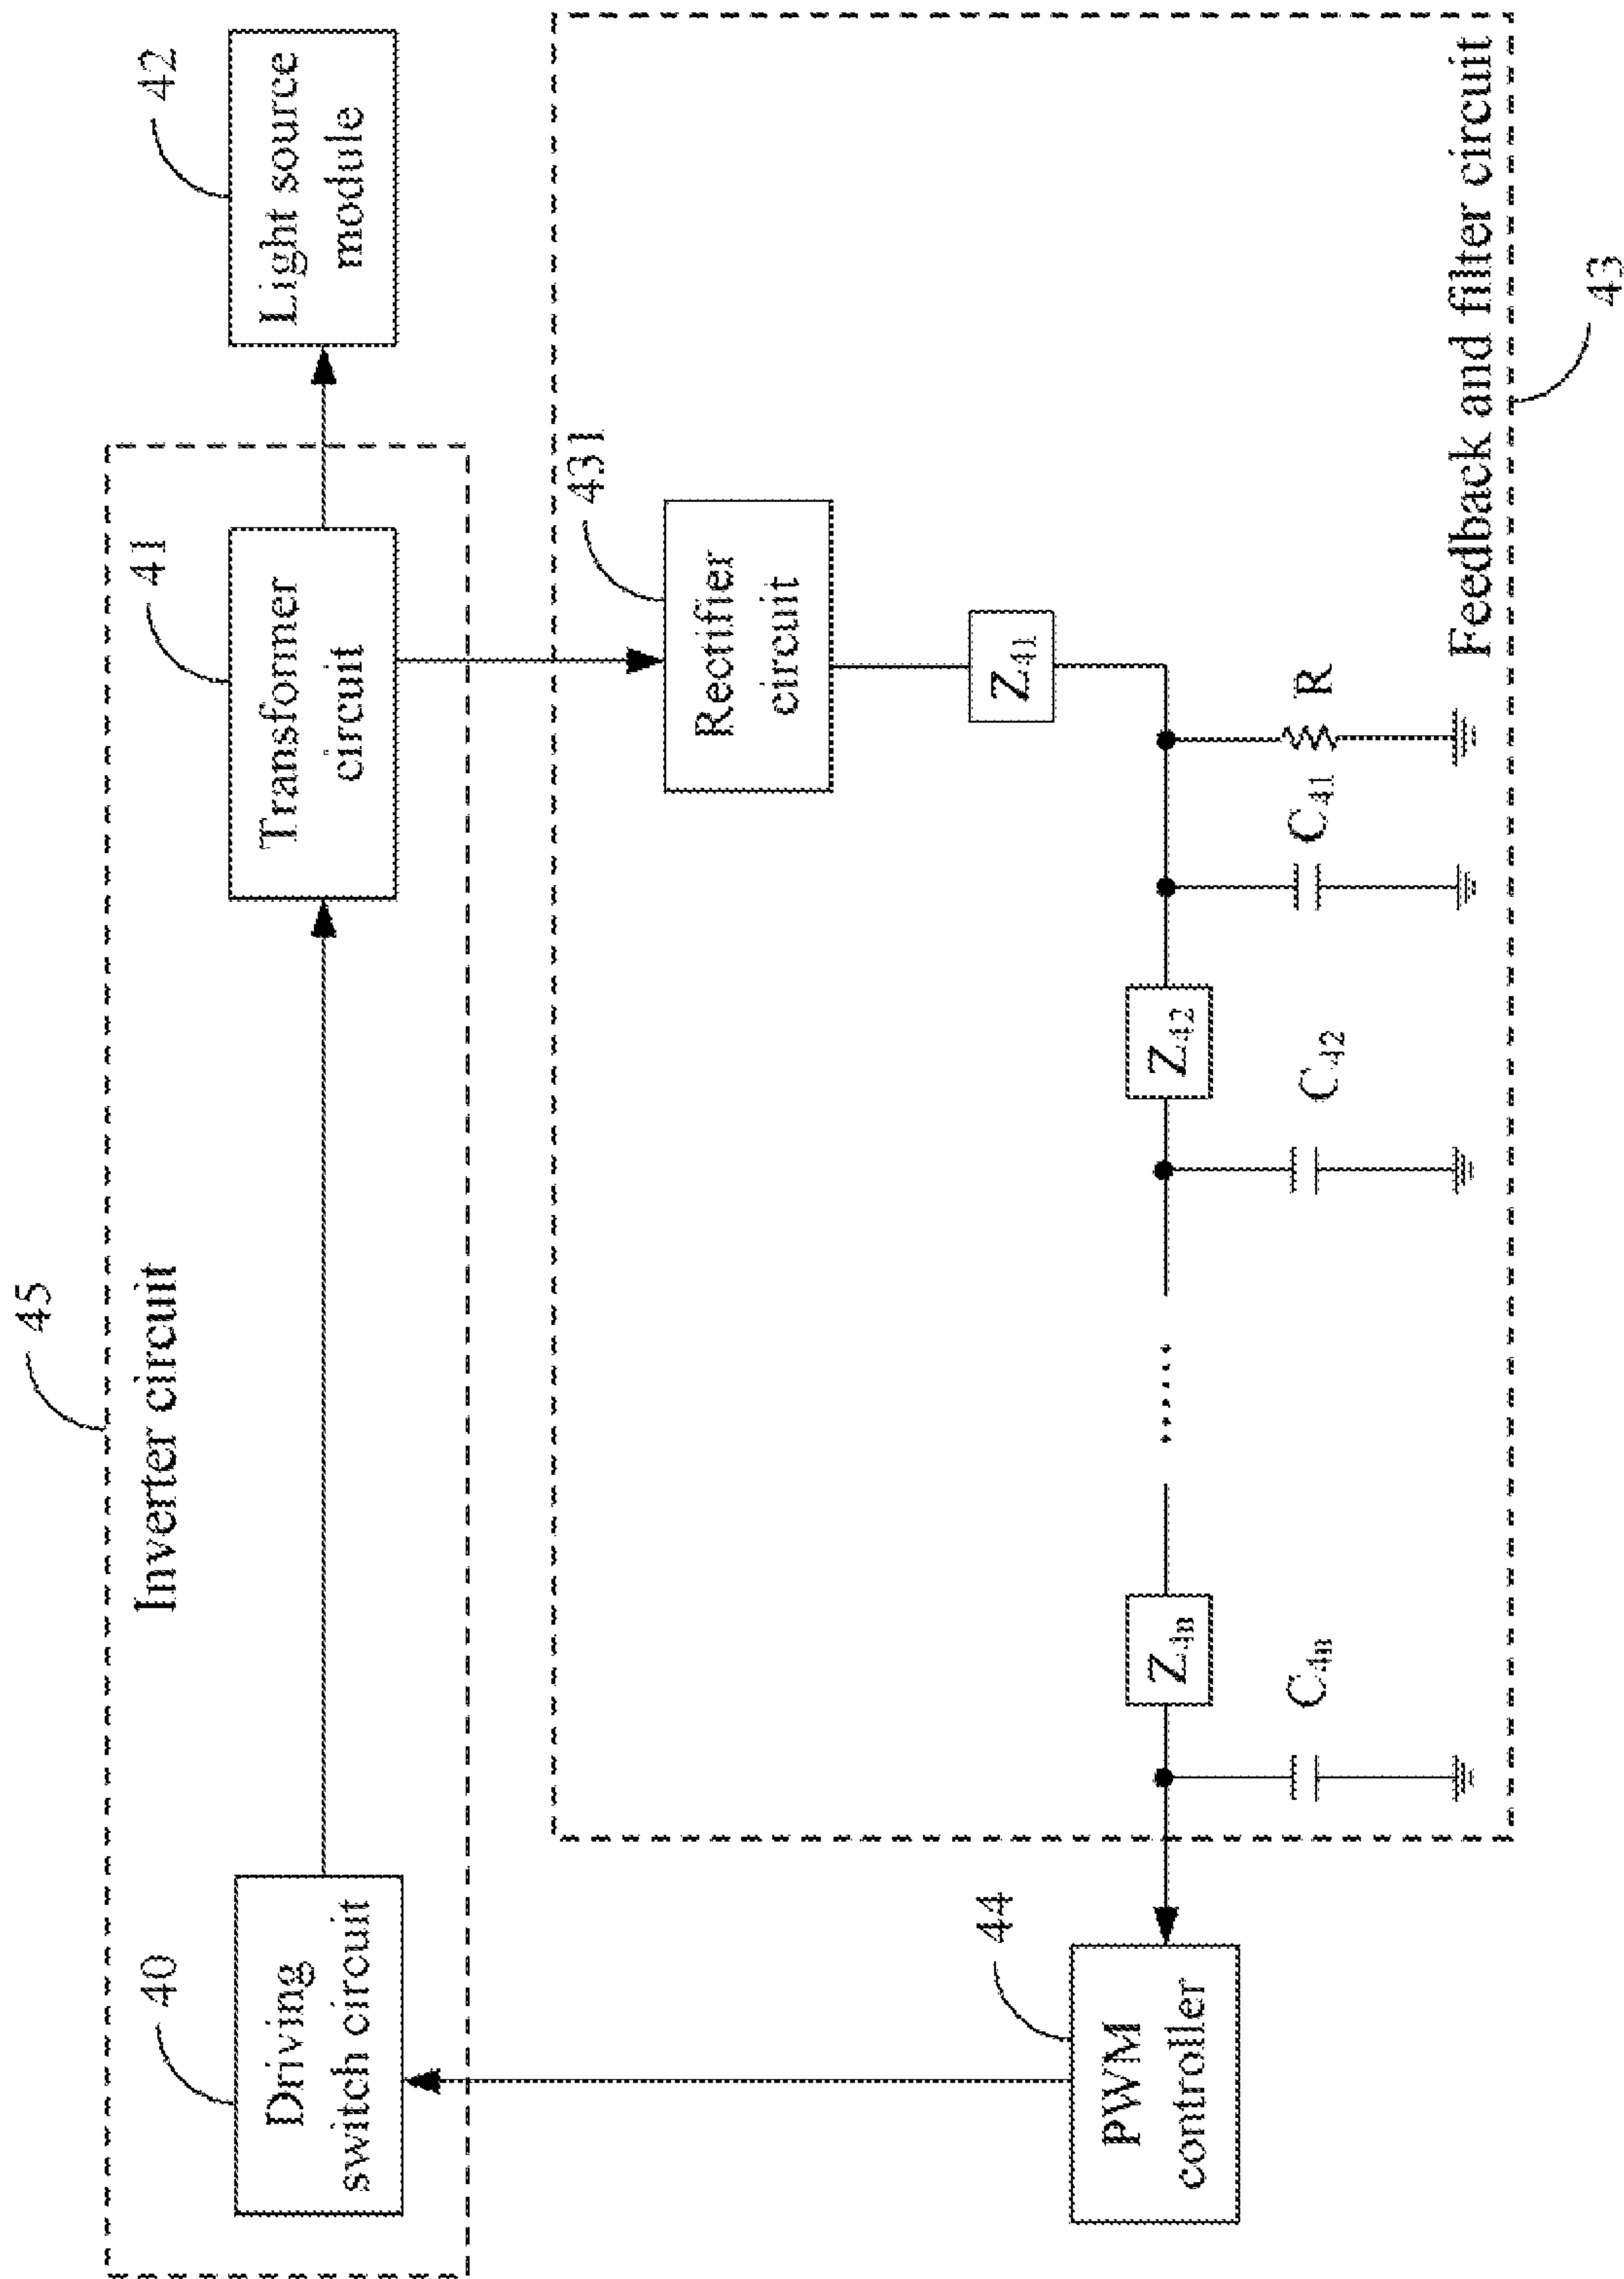 45
Inverter circuit
40
Driving
switch circuit
41
Transformer
circuit
42
Light source
module
431
Rectifier
circuit
44
PWM
controller
Z4n
Z42
Z41
C4n
C42
C41
R
Feedback and filter circuit
43